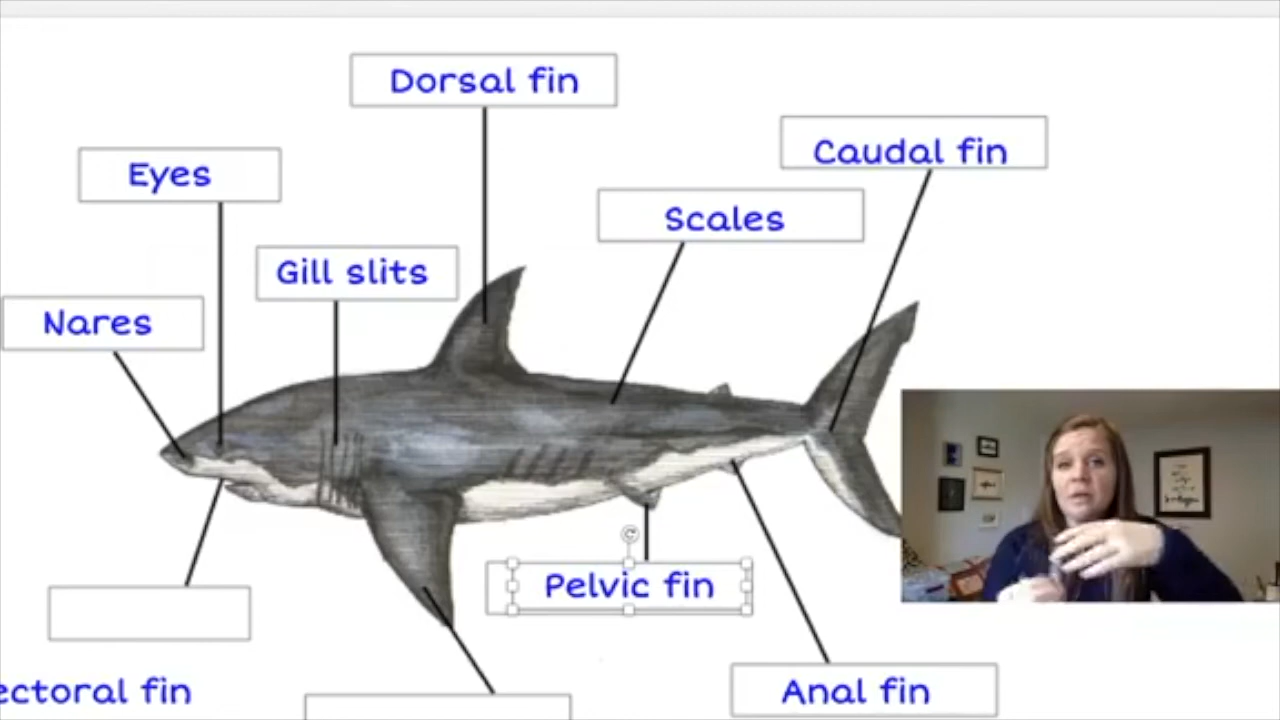 Dorsal fin
Caudal fin
Eyes
Scales
Gill slits
Nares
Pelvic fin
ectoral fin
Anal fin